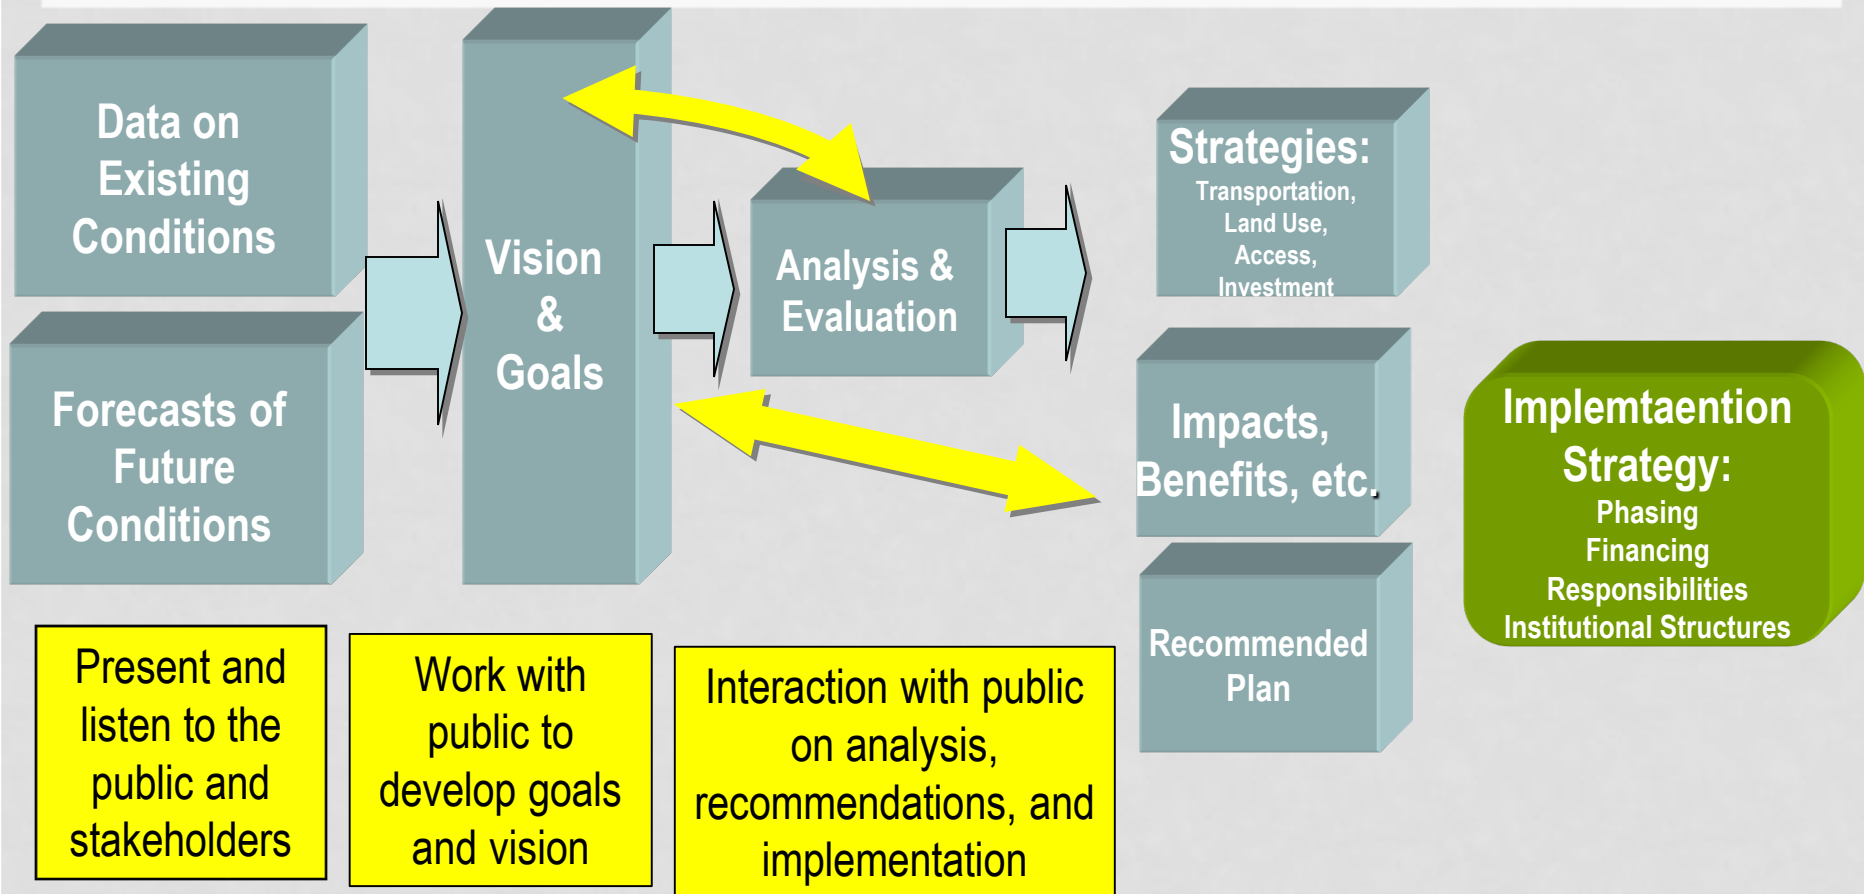 Data on
Existing
Conditions
Forecasts of
Future
Conditions
Vision
&
Goals
Analysis &
Evaluation
Strategies:
Transportation,
Land Use,
Access,
Investment
Impacts,
Benefits, etc.
Recommended
Plan
Implemtaention
Strategy:
Phasing
Financing
Responsibilities
Institutional Structures
Present and
listen to the
public and
stakeholders
Work with
public to
develop goals
and vision
Interaction with public
on analysis,
recommendations, and
implementation